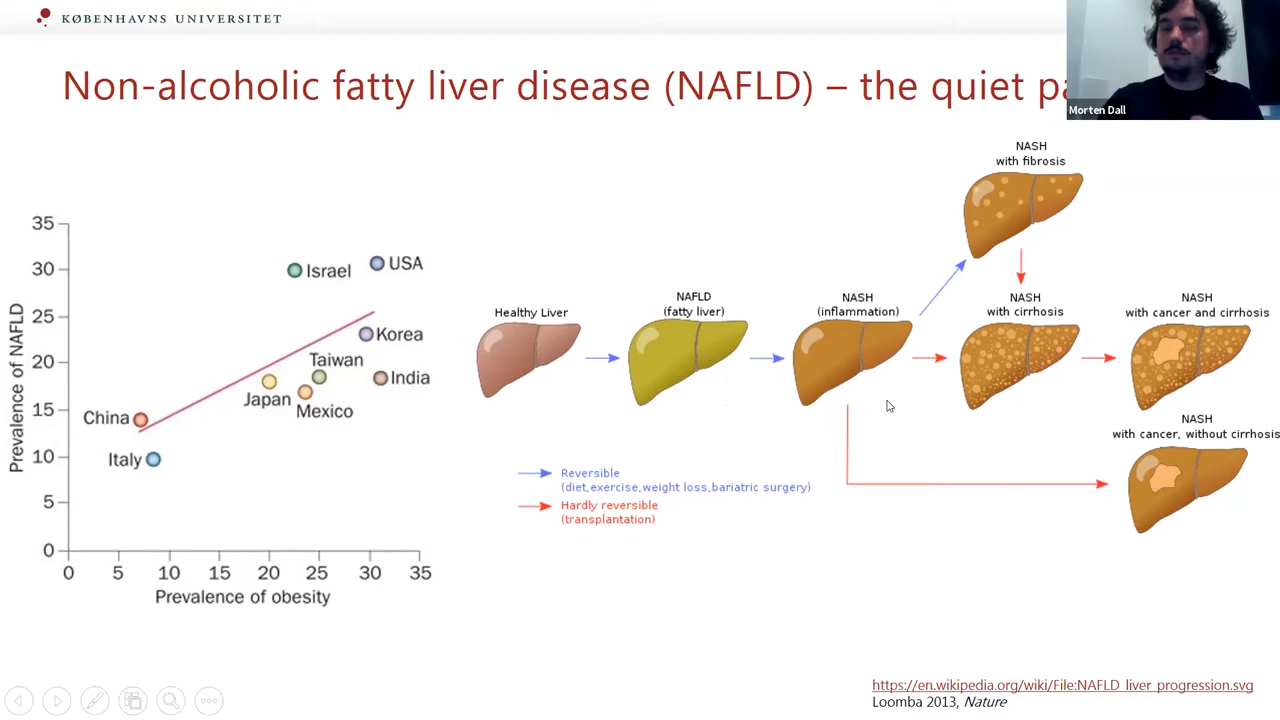 KØBENHAVNS UNIVERSITET
Non-alcoholic fatty liver disease (NAFLD) – the quiet
Morten Dall
Prevalence of NAFLD
35
30
25
20
15
10
5
0
0 5 10 15 20 25 30 35
Prevalence of obesity
Israel
USA
Korea
Taiwan
India
Japan
Mexico
China
Italy
NASH
with fibrosis
Healthy Liver
NAFLD
(fatty liver)
NASH
(inflammation)
NASH
with cirrhosis
NASH
with cancer and cirrhosis
NASH
with cancer, without cirrhosis
Reversible
(diet,exercise,weight loss,bariatric surgery)
Hardly reversible
(transplantation)
https://en.wikipedia.org/wiki/File:NAFLD_liver_progression.svg
Loomba 2013, Nature